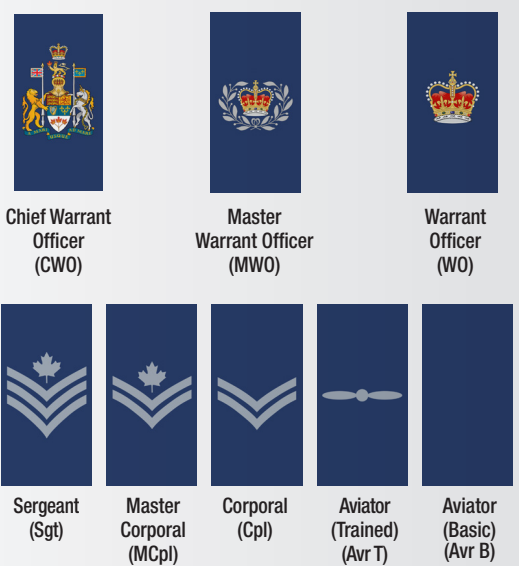 Chief Warrant
Officer
(CWO)
Master
Warrant Officer
(MWO)
Warrant
Officer
(WO)
Sergeant
(Sgt)
Master
Corporal
(MCpl)
Corporal
(Cpl)
Aviator
(Trained)
(Avr T)
Aviator
(Basic)
(Avr B)